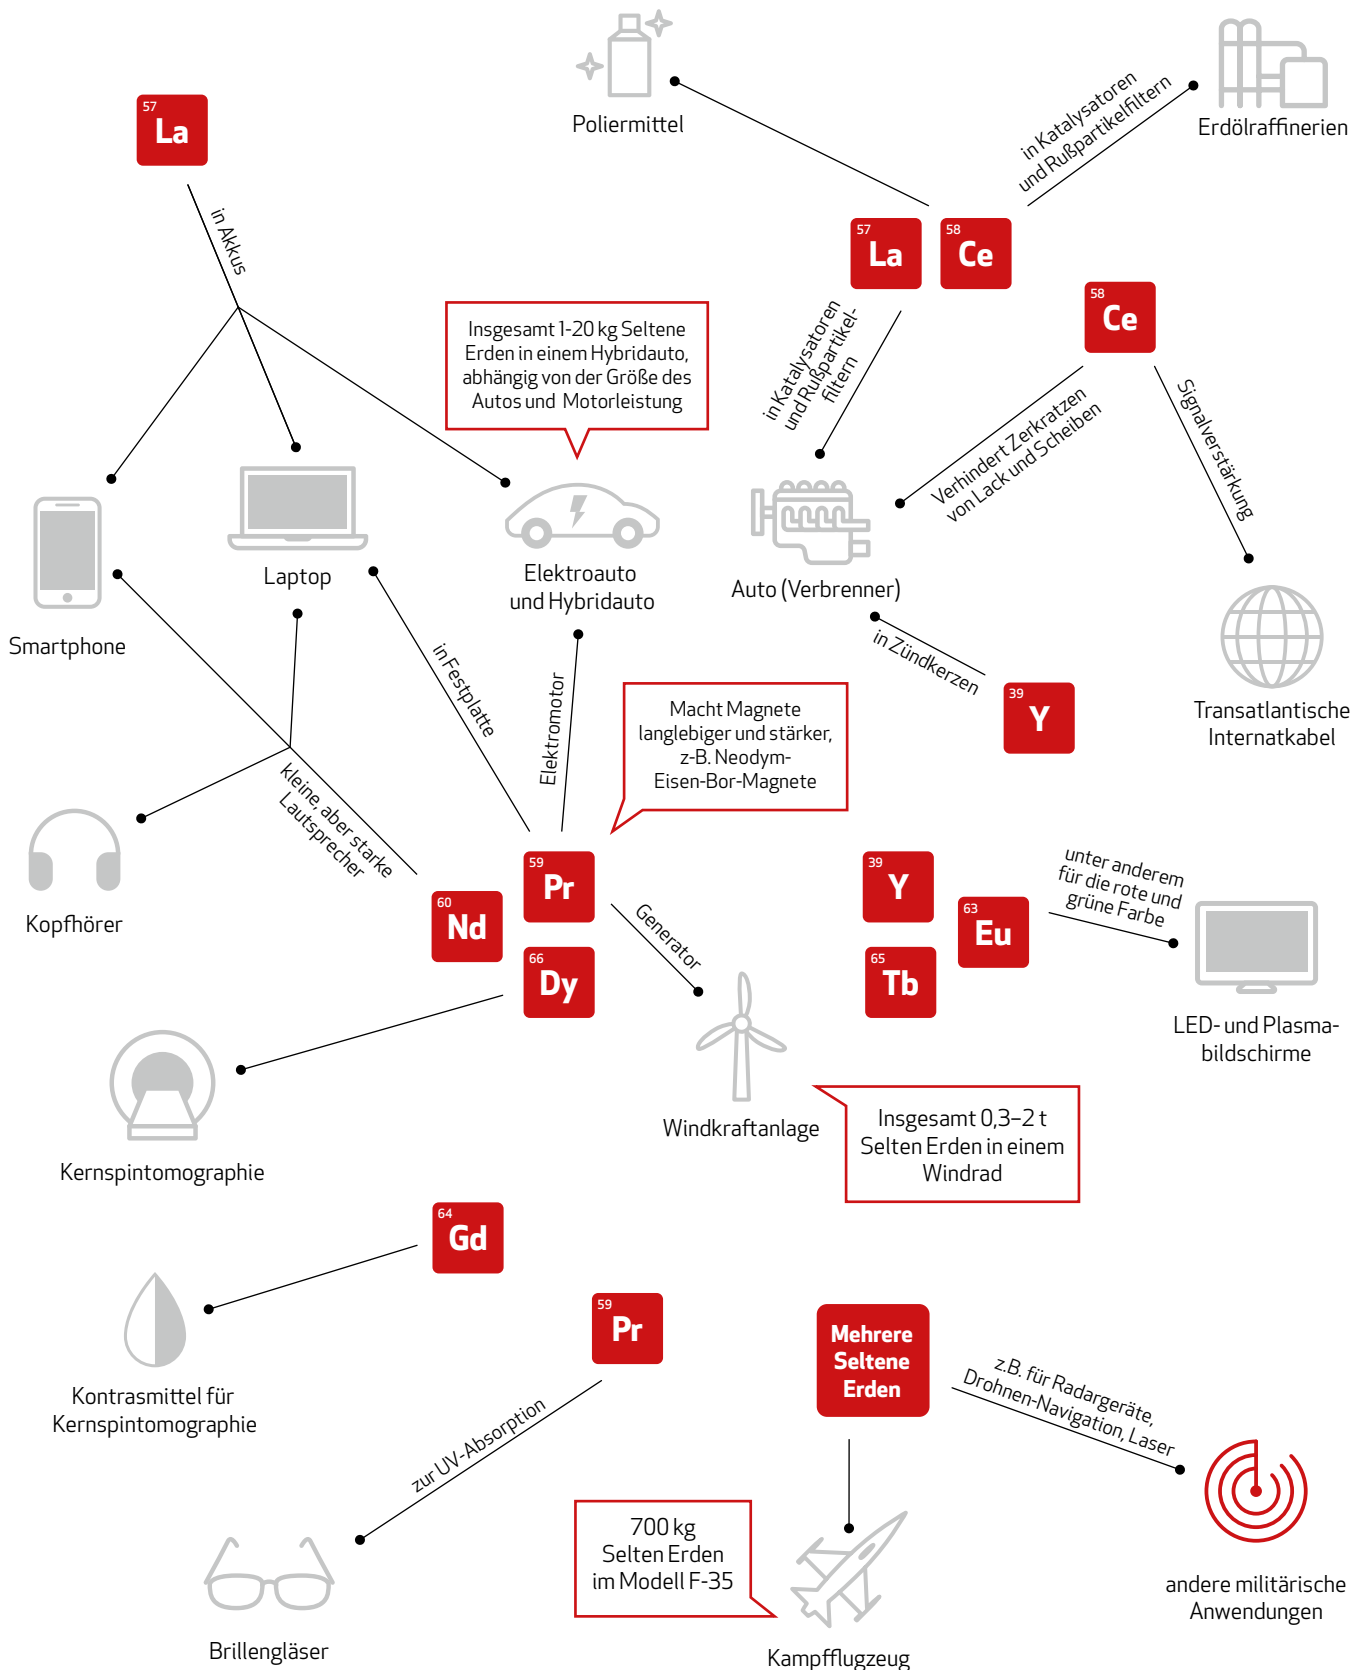 Poliermittel
in Katalysatoren
und Rußpartikelfiltern
Erdölraffinerien
57
La
in Akkus
57
La
58
Ce
58
Ce
Insgesamt 1-20 kg Seltene
Erden in einem Hybridauto,
abhängig von der Größe des
Autos und Motorleistung
in Katalysatoren
und Rußpartikel-
filtern
Verhindert Zerkratzen
von Lack und Scheiben
Signalverstärkung
Smartphone
Laptop
Elektroauto
und Hybridauto
Auto (Verbrenner)
in Zündkerzen
39
Y
Transatlantische
Internatkabel
in Festplatte
Elektromotor
Macht Magnete
langlebiger und stärker,
z-B. Neodym-
Eisen-Bor-Magnete
kleine, aber starke
Lautsprecher
Kopfhörer
60
Nd
59
Pr
66
Dy
Generator
39
Y
63
Eu
65
Tb
unter anderem
für die rote und
grüne Farbe
LED- und Plasma-
bildschirme
Kernspintomographie
Windkraftanlage
Insgesamt 0,3–2 t
Selten Erden in einem
Windrad
64
Gd
Kontrasmittel für
Kernspintomographie
59
Pr
zur UV-Absorption
Brillengläser
Mehrere
Seltene
Erden
z.B. für Radargeräte,
Drohnen-Navigation, Laser
700 kg
Selten Erden
im Modell F-35
Kampfflugzeug
andere militärische
Anwendungen